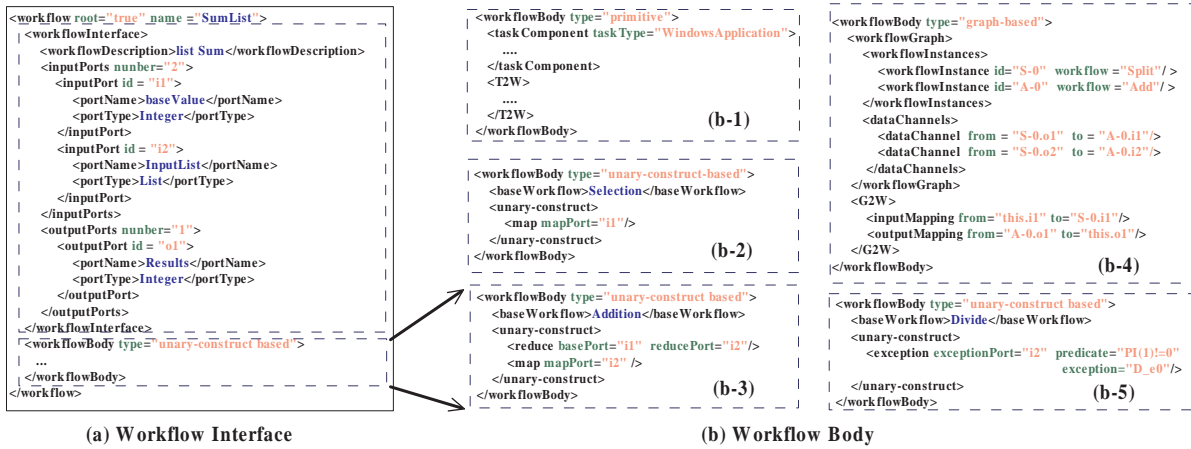 <workflow root="true" name ="SumList">
<workflowInterface>
<workflowDescription>list Sum</workflowDescription>
<inputPorts nunber="2">
<inputPort id = "i1">
<portName>baseValue</portName>
<portType>Integer</portType>
</inputPort>
<inputPort id = "i2">
<portName>InputList</portName>
<portType>List</portType>
</inputPort>
</inputPorts>
<outputPorts nunber="1">
<outputPort id = "o1">
<portName>Results</portName>
<portType>Integer</portType>
</outputPort>
</outputPorts>
</workflowInterface>
<workflowBody type="unary-construct based">
...
</workflowBody>
</workflow>
(a) Workflow Interface
<workflowBody type="primitive">
<taskComponent taskType="WindowsApplication">
....
</taskComponent>
<T2W>
....
</T2W>
</workflowBody>
(b-1)
<workflowBody type="unary-construct-based">
<baseWorkflow>Selection</baseWorkflow>
<unary-construct>
<map mapPort="i1"/>
</unary-construct>
</workflowBody>
(b-2)
<workflowBody type="unary-construct based">
<baseWorkflow>Addition</baseWorkflow>
<unary-construct>
<reduce basePort="i1" reducePort="i2"/>
<map mapPort="i2" />
</unary-construct>
</workflowBody>
(b-3)
<workflowBody type="graph-based">
<workflowGraph>
<workflowInstances>
<workflowInstance id="S-0" workflow ="Split"/ >
<workflowInstance id="A-0" workflow ="Add"/ >
</workflowInstances>
<dataChannels>
<dataChannel from = "S-0.o1" to = "A-0.i1"/>
<dataChannel from = "S-0.o2" to = "A-0.i2"/>
</dataChannels>
</workflowGraph>
<G2W>
<inputMapping from="this.i1" to="S-0.i1"/>
<outputMapping from="A-0.o1" to="this.o1"/>
</G2W>
</workflowBody>
(b-4)
<workflowBody type="unary-construct based">
<baseWorkflow>Divide</baseWorkflow>
<unary-construct>
<exception exceptionPort="i2" predicate="PI(1)!=0"
exception="D_e0"/>
</unary-construct>
</workflowBody>
(b-5)
(b) Workflow Body